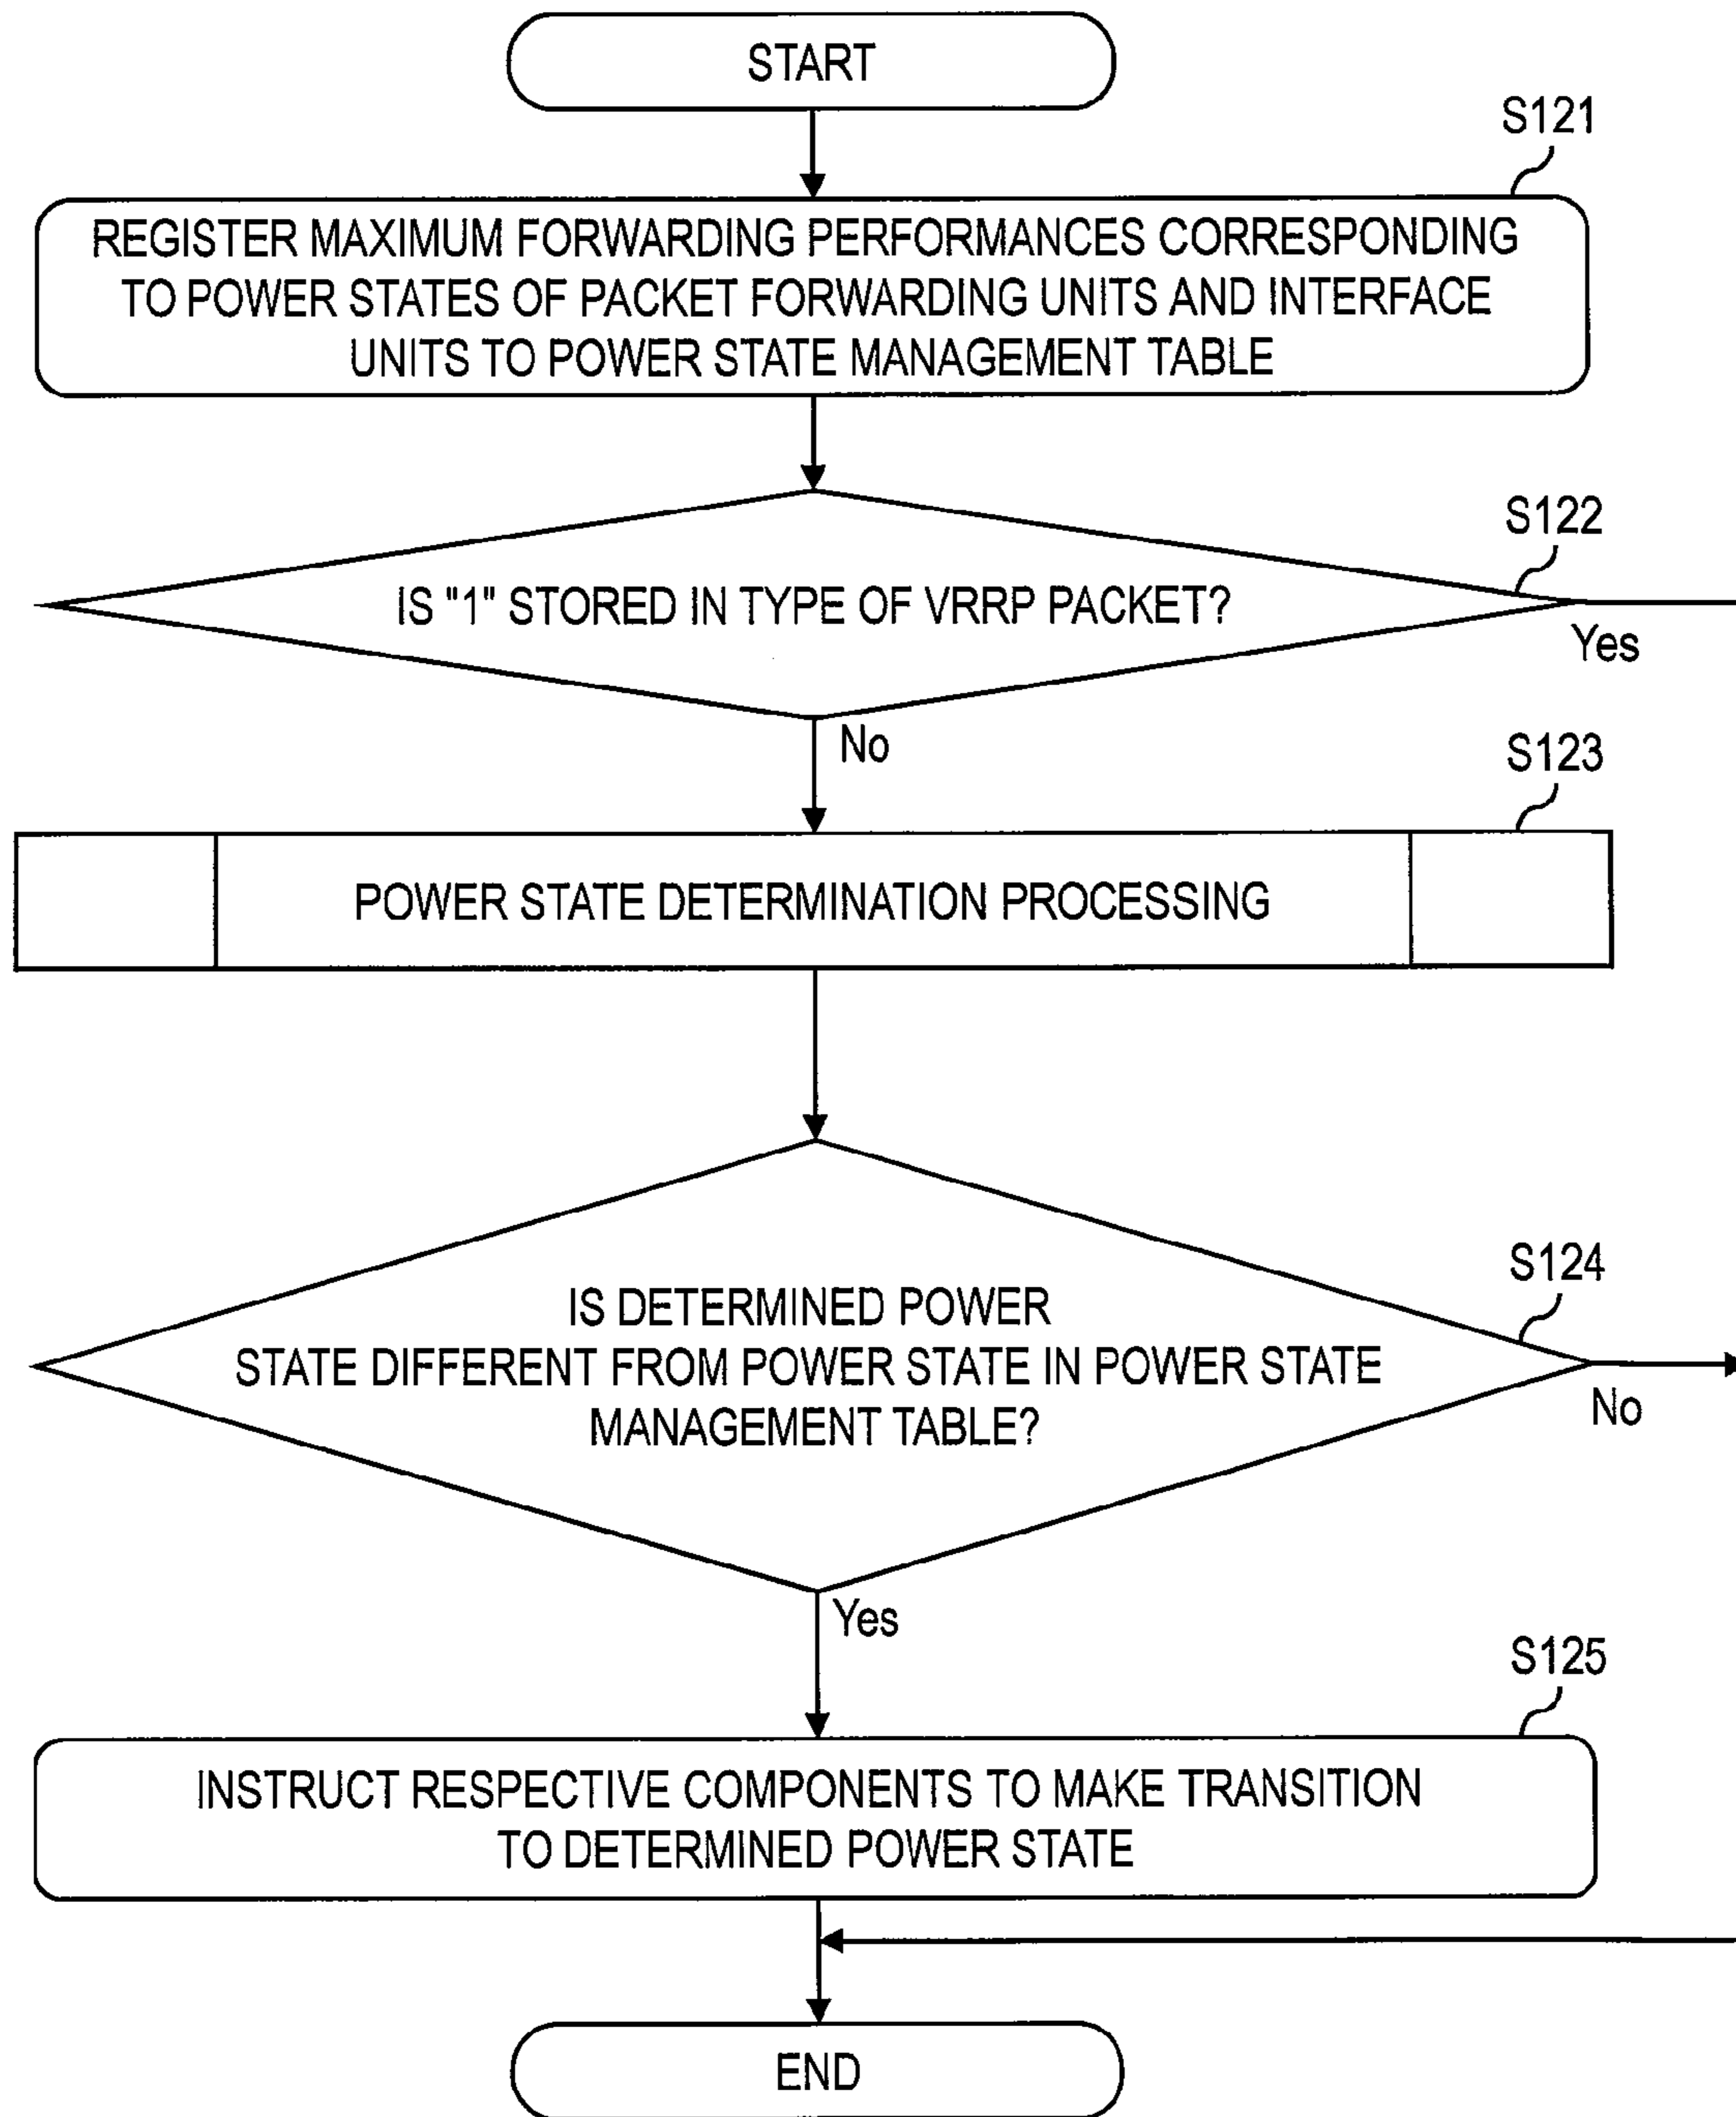 START
S121
REGISTER MAXIMUM FORWARDING PERFORMANCES CORRESPONDING
TO POWER STATES OF PACKET FORWARDING UNITS AND INTERFACE
UNITS TO POWER STATE MANAGEMENT TABLE
S122
IS "1" STORED IN TYPE OF VRRP PACKET?
Yes
No
S123
POWER STATE DETERMINATION PROCESSING
S124
IS DETERMINED POWER
STATE DIFFERENT FROM POWER STATE IN POWER STATE
MANAGEMENT TABLE?
No
Yes
S125
INSTRUCT RESPECTIVE COMPONENTS TO MAKE TRANSITION
TO DETERMINED POWER STATE
END